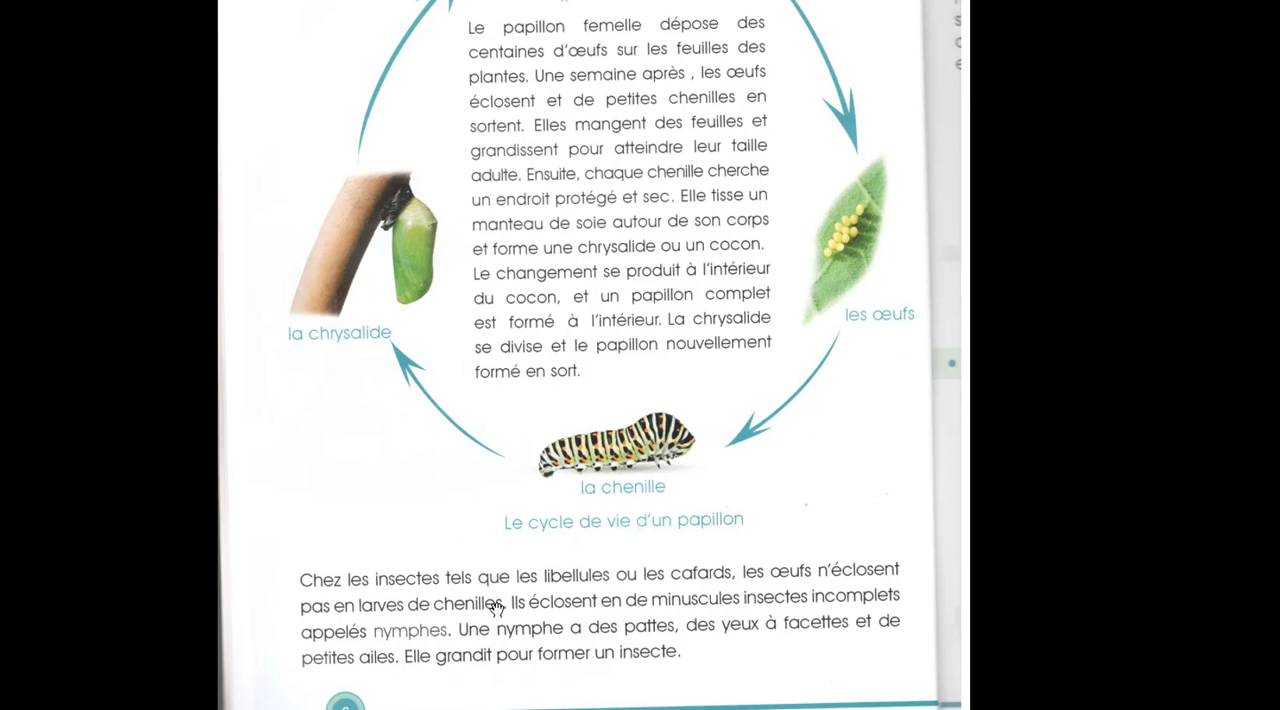 Le papillon femelle dépose des
centaines d'œufs sur les feuilles des
plantes. Une semaine après , les œufs
éclosent et de petites chenilles en
sortent. Elles mangent des feuilles et
grandissent pour atteindre leur taille
adulte. Ensuite, chaque chenille cherche
un endroit protégé et sec. Elle tisse un
manteau de soie autour de son corps
et forme une chrysalide ou un cocon.
Le changement se produit à l'intérieur
du cocon, et un papillon complet
est formé à l'intérieur. La chrysalide
se divise et le papillon nouvellement
formé en sort.
les œufs
la chrysalide
la chenille
Le cycle de vie d'un papillon
Chez les insectes tels que les libellules ou les cafards, les œufs n'éclosent
pas en larves de chenilles. Ils éclosent en de minuscules insectes incomplets
appelés nymphes. Une nymphe a des pattes, des yeux à facettes et de
petites ailes. Elle grandit pour former un insecte.